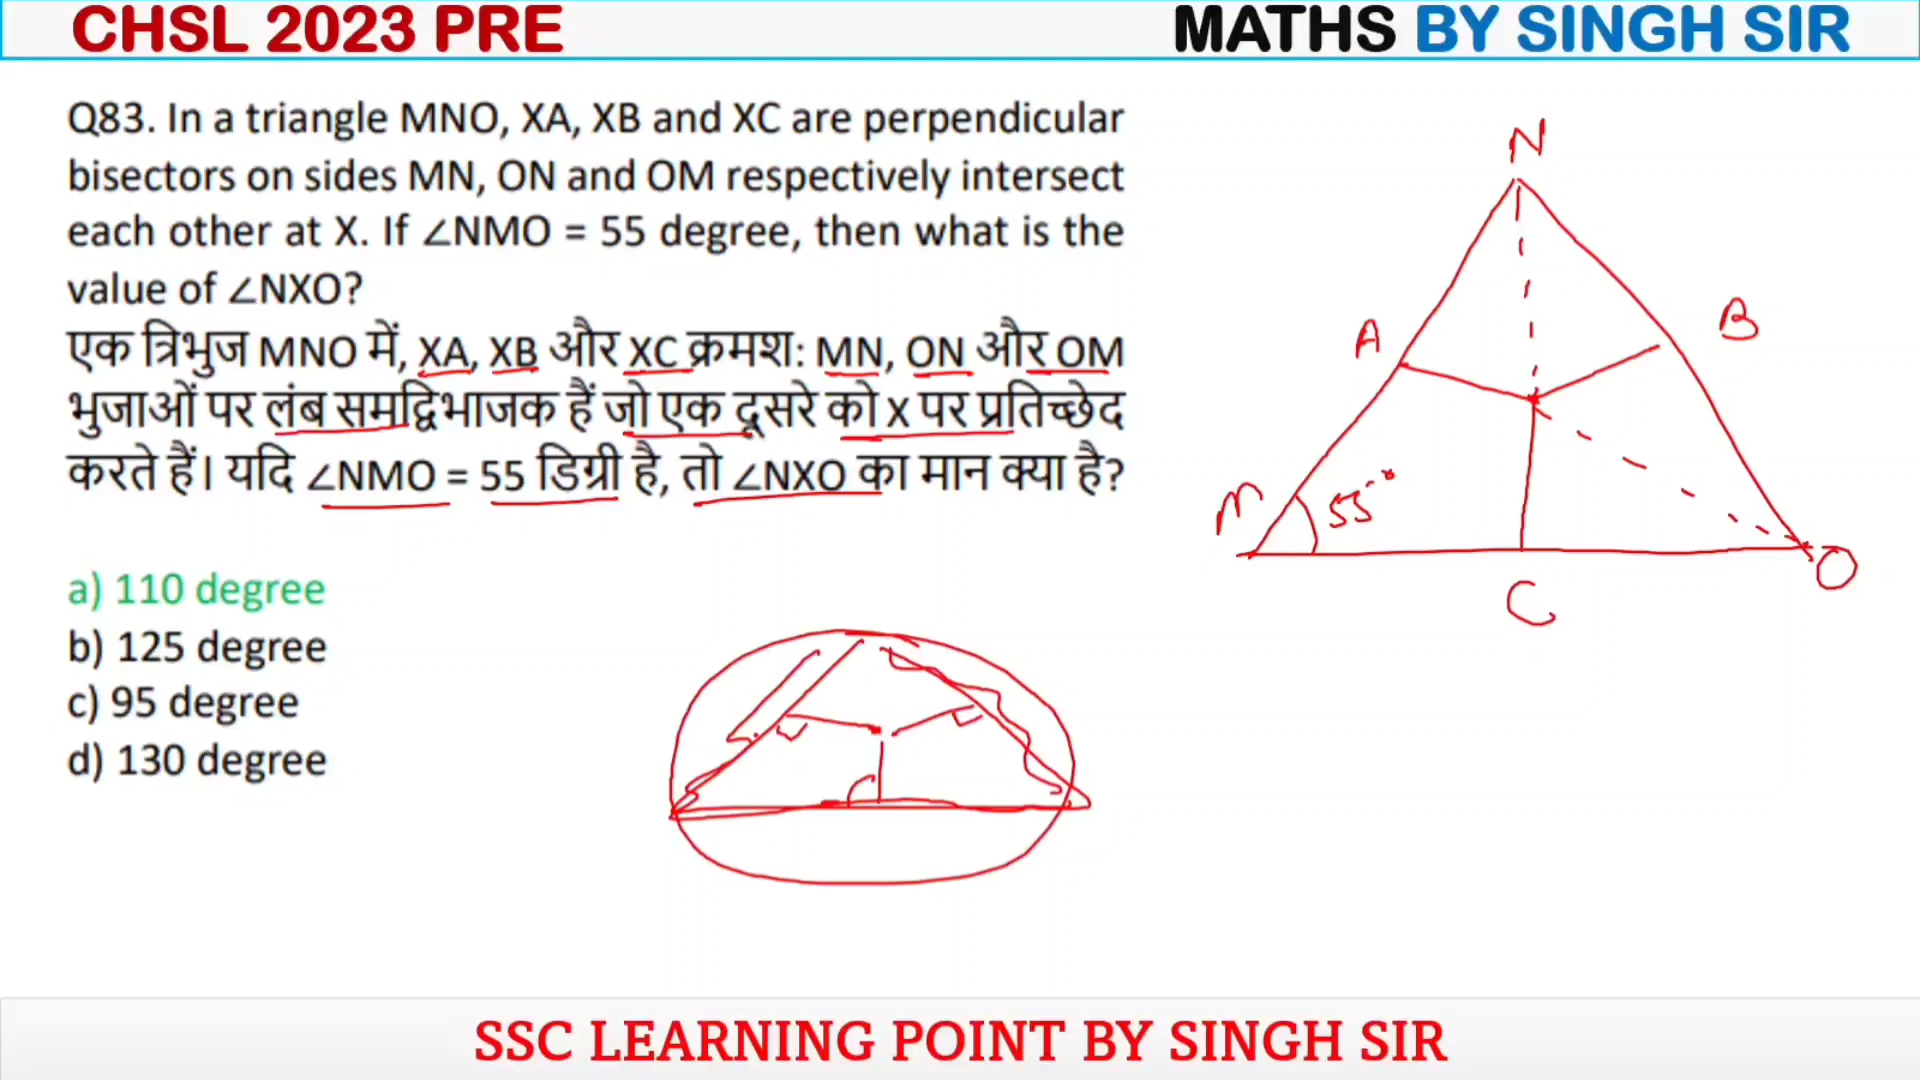 CHSL 2023 PRE
MATHS BY SINGH SIR
Q83. In a triangle MNO, XA, XB and XC are perpendicular
bisectors on sides MN, ON and OM respectively intersect
each other at X. If ∠NMO = 55 degree, then what is the
value of ∠NXO?
एक त्रिभुज MNO में, XA, XB और XC क्रमश: MN, ON और OM
भुजाओं पर लंब समद्विभाजक हैं जो एक दूसरे को X पर प्रतिच्छेद
करते हैं। यदि ∠NMO = 55 डिग्री है, तो ∠NXO का मान क्या है?
a) 110 degree
b) 125 degree
c) 95 degree
d) 130 degree
N
A
B
M
55°
O
C
SSC LEARNING POINT BY SINGH SIR